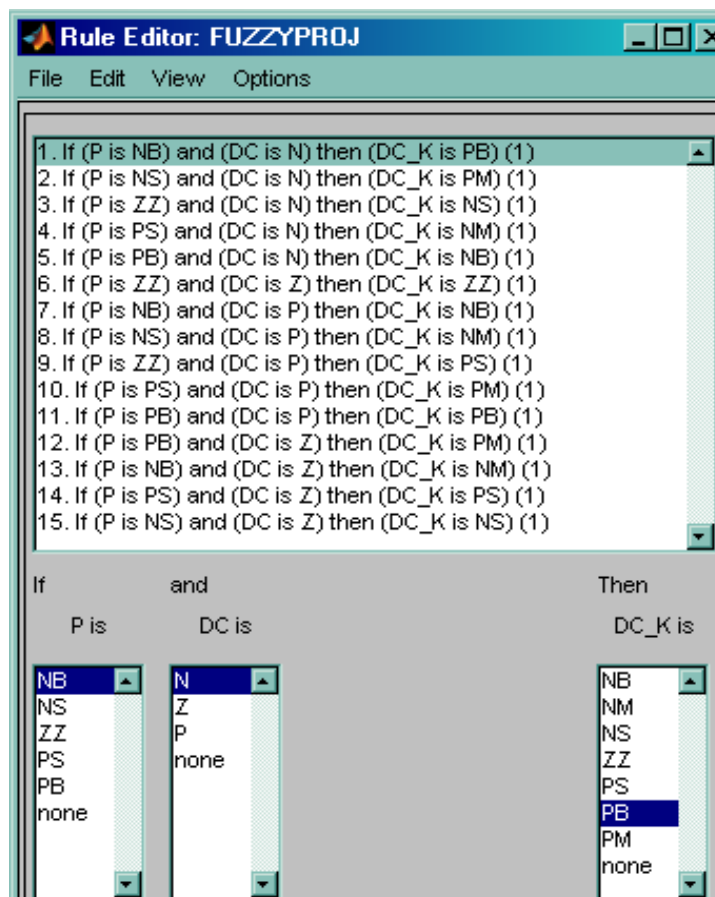 Rule Editor: FUZZYPROJ
File Edit View Options
1. If (P is NB) and (DC is N) then (DC_K is PB) (1)
2. If (P is NS) and (DC is N) then (DC_K is PM) (1)
3. If (P is ZZ) and (DC is N) then (DC_K is NS) (1)
4. If (P is PS) and (DC is N) then (DC_K is NM) (1)
5. If (P is PB) and (DC is N) then (DC_K is NB) (1)
6. If (P is ZZ) and (DC is Z) then (DC_K is ZZ) (1)
7. If (P is NB) and (DC is P) then (DC_K is NB) (1)
8. If (P is NS) and (DC is P) then (DC_K is NM) (1)
9. If (P is ZZ) and (DC is P) then (DC_K is PS) (1)
10. If (P is PS) and (DC is P) then (DC_K is PM) (1)
11. If (P is PB) and (DC is P) then (DC_K is PB) (1)
12. If (P is PB) and (DC is Z) then (DC_K is PM) (1)
13. If (P is NB) and (DC is Z) then (DC_K is NM) (1)
14. If (P is PS) and (DC is Z) then (DC_K is PS) (1)
15. If (P is NS) and (DC is Z) then (DC_K is NS) (1)
If and Then
P is DC is DC_K is
NB
NS
ZZ
PS
PB
none
N
Z
P
none
NB
NM
NS
ZZ
PS
PB
PM
none